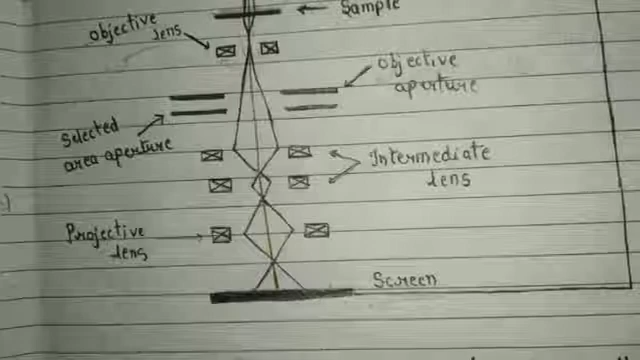 Sample
objective
lens
objective
aperture
Selected
area aperture
Intermediate
lens
Projective
lens
Screen